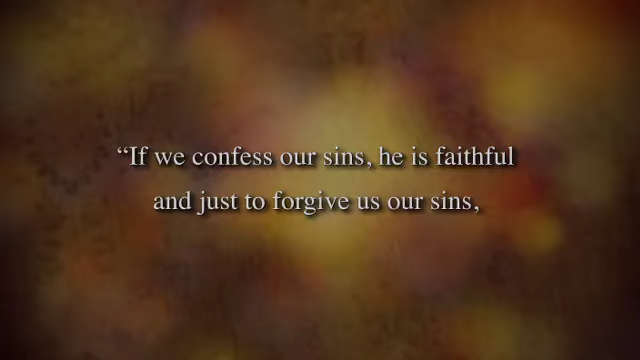 “If we confess our sins, he is faithful
and just to forgive us our sins,